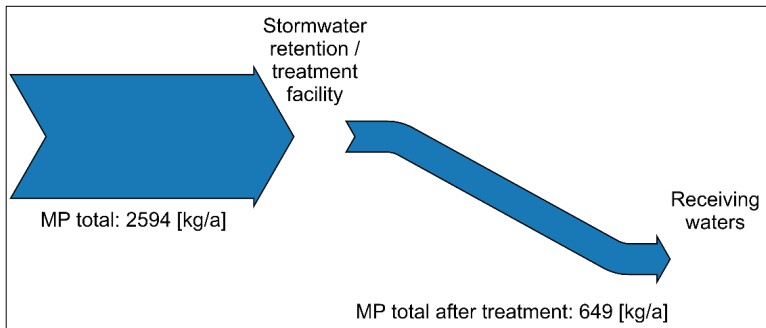 Stormwater
retention /
treatment
facility
MP total: 2594 [kg/a]
Receiving
waters
MP total after treatment: 649 [kg/a]